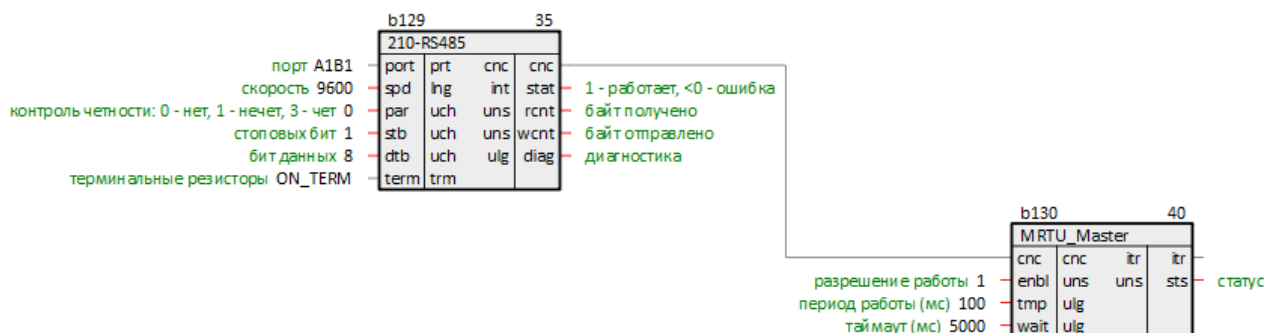 b129 35
210-RS485
порт A1B1 port prt cnc cnc
скорость 9600 spd lng int stat 1 - работает, <0 - ошибка
контроль четности: 0 - нет, 1 - нечет, 3 - чет 0 par uch uns rcnt байт получено
стоповых бит 1 stb uch uns wcnt байт отправлено
бит данных 8 dtb uch ulg diag диагностика
терминальные резисторы ON_TERM term trm
b130 40
MRTU_Master
cnc cnc itr itr
разрешение работы 1 enbl uns uns sts статус
период работы (мс) 100 tmp ulg
таймаут (мс) 5000 wait ulg